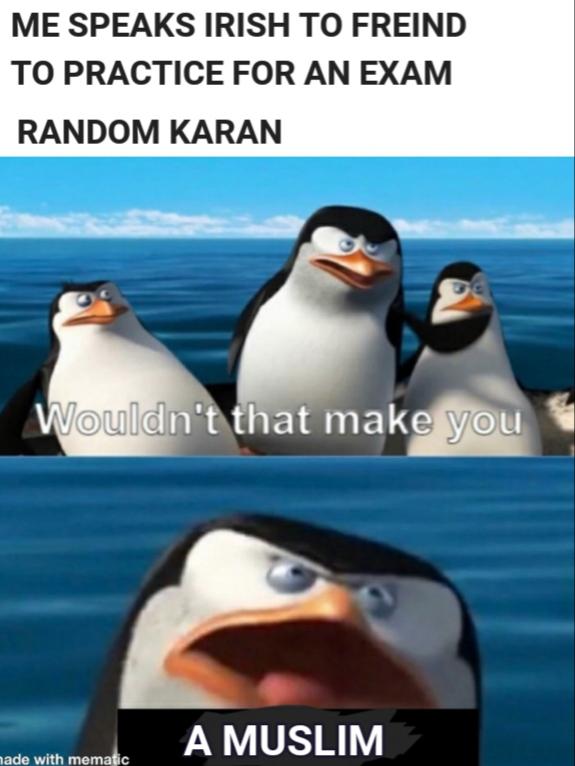 ME SPEAKS IRISH TO FREIND
TO PRACTICE FOR AN EXAM
RANDOM KARAN
Wouldn't that make you
A MUSLIM
made with mematic